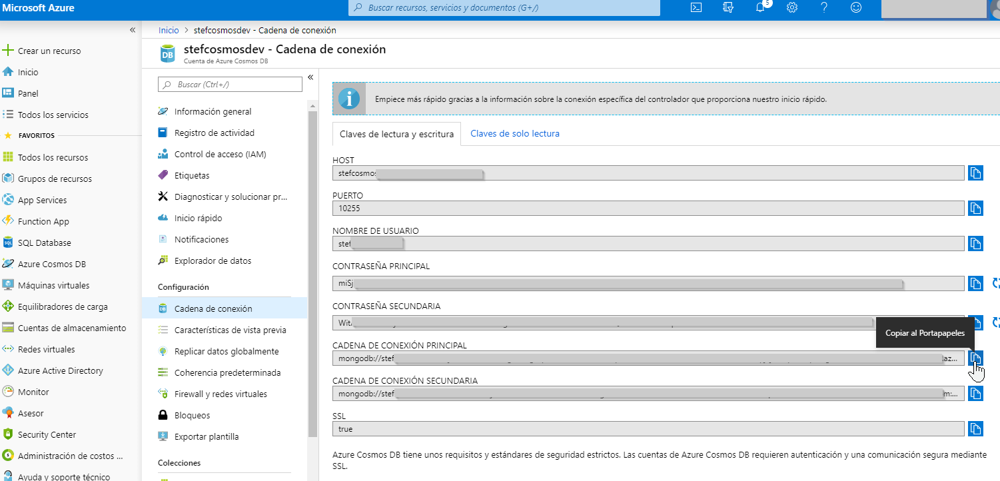 Microsoft Azure
Buscar recursos, servicios y documentos (G+/)
5
Inicio > stefcosmosdev - Cadena de conexión
stefcosmosdev - Cadena de conexión
Cuenta de Azure Cosmos DB
Crear un recurso
Inicio
Panel
Todos los servicios
FAVORITOS
Todos los recursos
Grupos de recursos
App Services
Function App
SQL Database
Azure Cosmos DB
Máquinas virtuales
Equilibradores de carga
Cuentas de almacenamiento
Redes virtuales
Azure Active Directory
Monitor
Asesor
Security Center
Administración de costos ...
Ayuda y soporte técnico
Buscar (Ctrl+/)
Información general
Registro de actividad
Control de acceso (IAM)
Etiquetas
Diagnosticar y solucionar pr...
Inicio rápido
Notificaciones
Explorador de datos
Configuración
Cadena de conexión
Características de vista previa
Replicar datos globalmente
Coherencia predeterminada
Firewall y redes virtuales
Bloqueos
Exportar plantilla
Colecciones
Empiece más rápido gracias a la información sobre la conexión específica del controlador que proporciona nuestro inicio rápido.
Claves de lectura y escritura
Claves de solo lectura
HOST
stefcosmos
PUERTO
10255
NOMBRE DE USUARIO
stef
CONTRASEÑA PRINCIPAL
miSj
CONTRASEÑA SECUNDARIA
Wit
Copiar al Portapapeles
CADENA DE CONEXIÓN PRINCIPAL
mongodb://stef az...
CADENA DE CONEXIÓN SECUNDARIA
mongodb://stef m:...
SSL
true
Azure Cosmos DB tiene unos requisitos y estándares de seguridad estrictos. Las cuentas de Azure Cosmos DB requieren autenticación y una comunicación segura mediante
SSL.